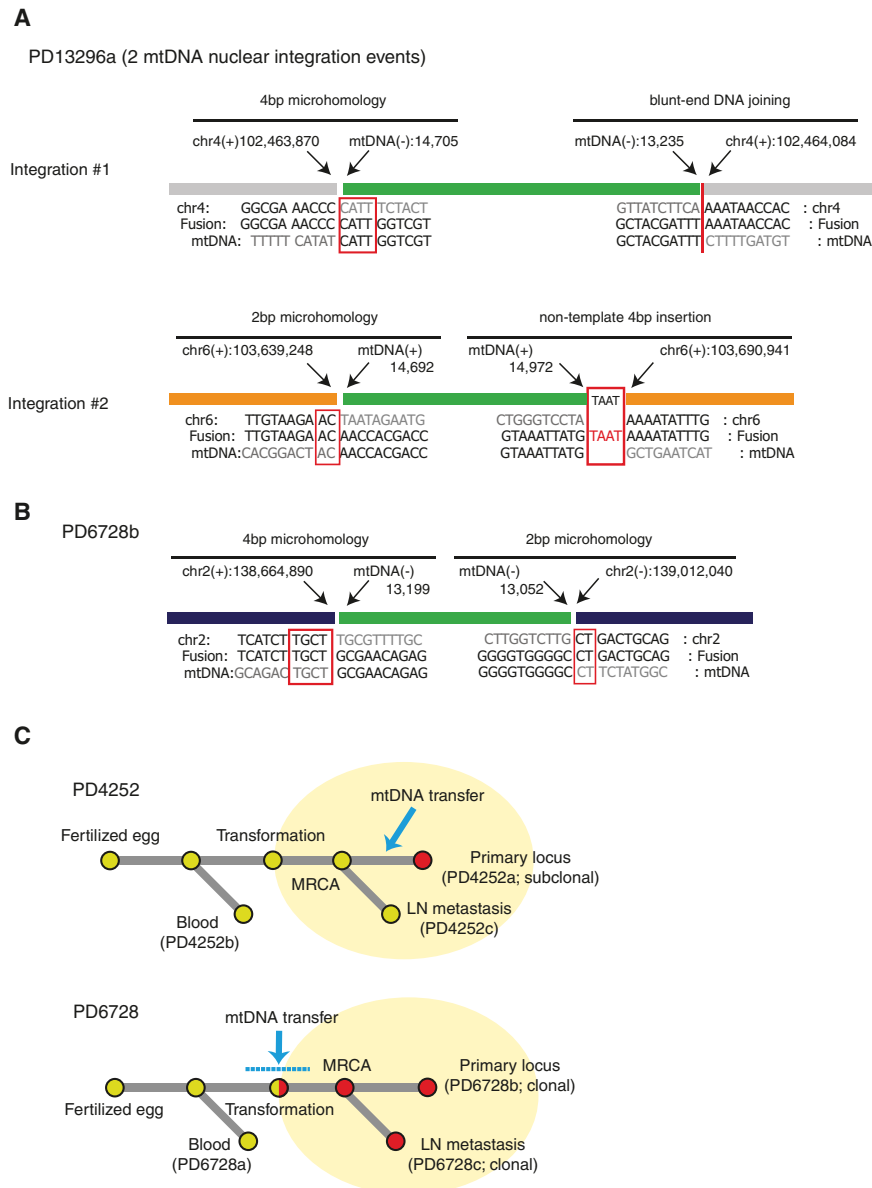 A
PD13296a (2 mtDNA nuclear integration events)
4bp microhomology
blunt-end DNA joining
chr4(+)102,463,870
mtDNA(-):14,705
mtDNA(-):13,235
chr4(+):102,464,084
Integration #1
chr4: GGCGA AACCC CATT TCTACT GTTATCTTCA AAATAACCAC : chr4
Fusion: GGCGA AACCC CATT GGTCGT GCTACGATTT AAATAACCAC : Fusion
mtDNA: TTTTT CATAT CATT GGTCGT GCTACGATTT CTTTTGATGT : mtDNA
2bp microhomology
non-template 4bp insertion
chr6(+):103,639,248
mtDNA(+)
14,692
mtDNA(+)
14,972
chr6(+):103,690,941
Integration #2
TAAT
chr6: TTGTAAGA AC TAATAGAATG CTGGGTCCTA AAAATATTTG : chr6
Fusion: TTGTAAGA AC AACCACGACC GTAAATTATG TAAT AAAATATTTG : Fusion
mtDNA: CACGGACT AC AACCACGACC GTAAATTATG GCTGAATCAT : mtDNA
B
PD6728b
4bp microhomology
2bp microhomology
chr2(+):138,664,890
mtDNA(-)
13,199
mtDNA(-)
13,052
chr2(-):139,012,040
chr2: TCATCT TGCT TGCGTTTTGC CTTGGTCTTG CT GACTGCAG : chr2
Fusion: TCATCT TGCT GCGAACAGAG GGGGTGGGGC CT GACTGCAG : Fusion
mtDNA:GCAGAC TGCT GCGAACAGAG GGGGTGGGGC CT TCTATGGC : mtDNA
C
PD4252
mtDNA transfer
Fertilized egg
Transformation
MRCA
Primary locus
(PD4252a; subclonal)
Blood
(PD4252b)
LN metastasis
(PD4252c)
PD6728
mtDNA transfer
MRCA
Primary locus
(PD6728b; clonal)
Fertilized egg
Transformation
Blood
(PD6728a)
LN metastasis
(PD6728c; clonal)